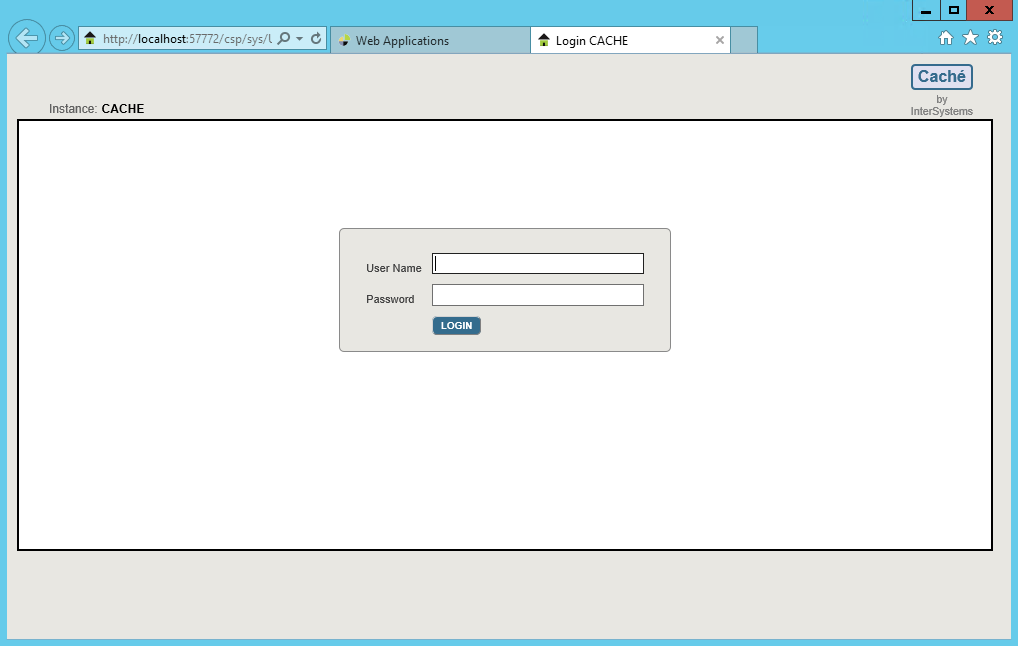 http://localhost:57772/csp/sys/
Web Applications
Login CACHE
Caché
by
InterSystems
Instance: CACHE
User Name
Password
LOGIN